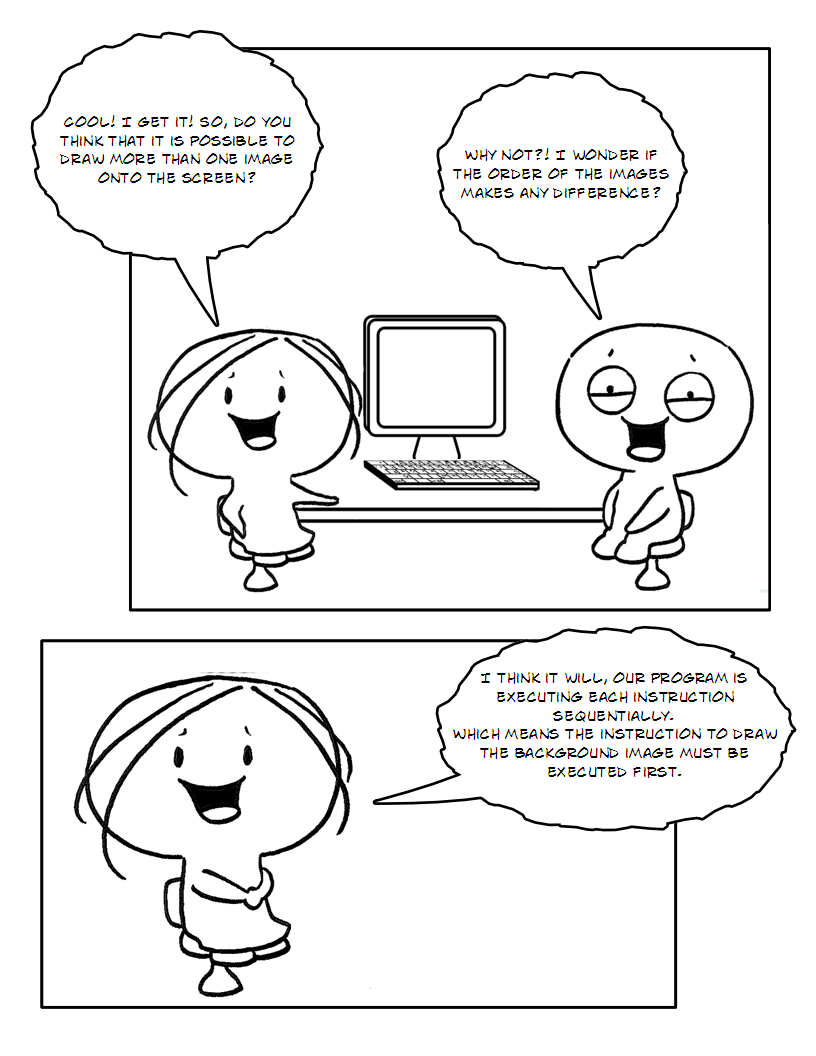 COOL! I GET IT! SO, DO YOU
THINK THAT IT IS POSSIBLE TO
DRAW MORE THAN ONE IMAGE
ONTO THE SCREEN?
WHY NOT?! I WONDER IF
THE ORDER OF THE IMAGES
MAKES ANY DIFFERENCE?
I THINK IT WILL, OUR PROGRAM IS
EXECUTING EACH INSTRUCTION
SEQUENTIALLY.
WHICH MEANS THE INSTRUCTION TO DRAW
THE BACKGROUND IMAGE MUST BE
EXECUTED FIRST.